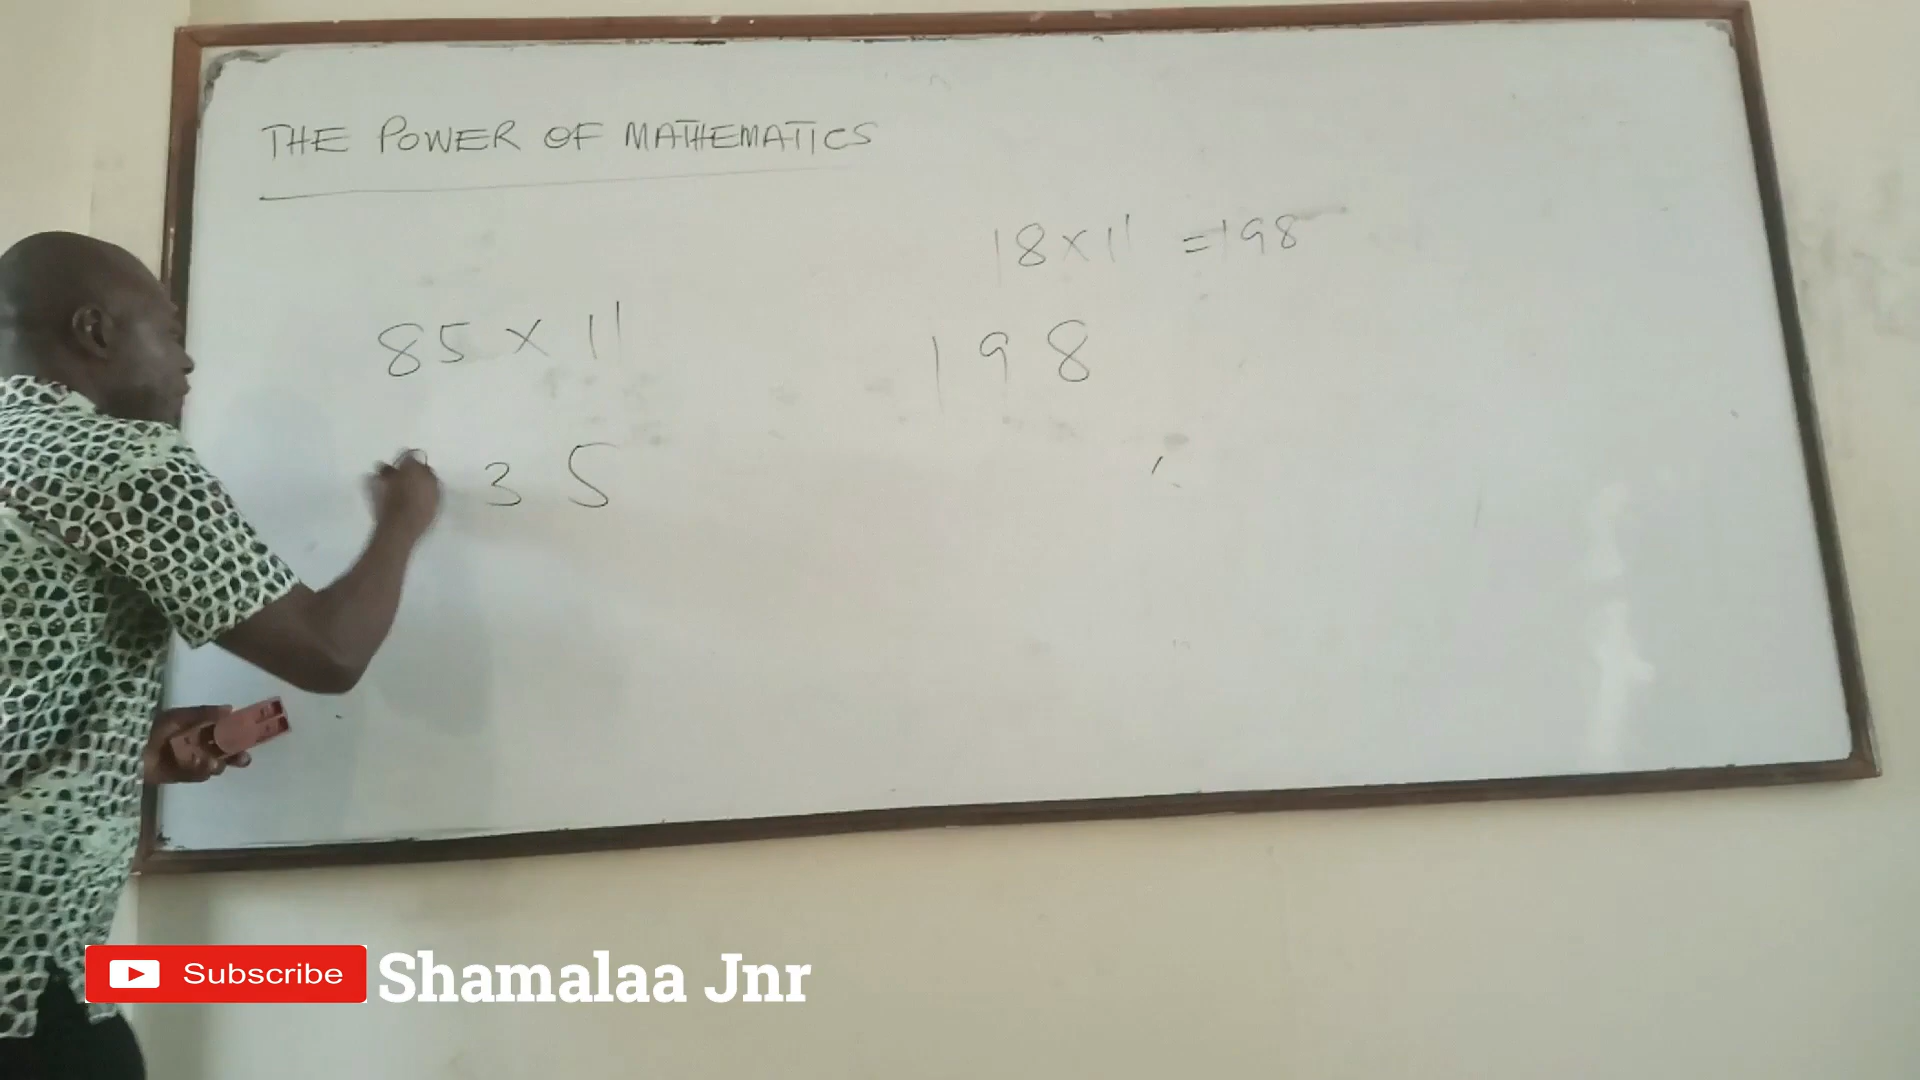 THE POWER OF MATHEMATICS
18 x 11 = 198
85 x 11
198
35
Subscribe
Shamalaa Jnr